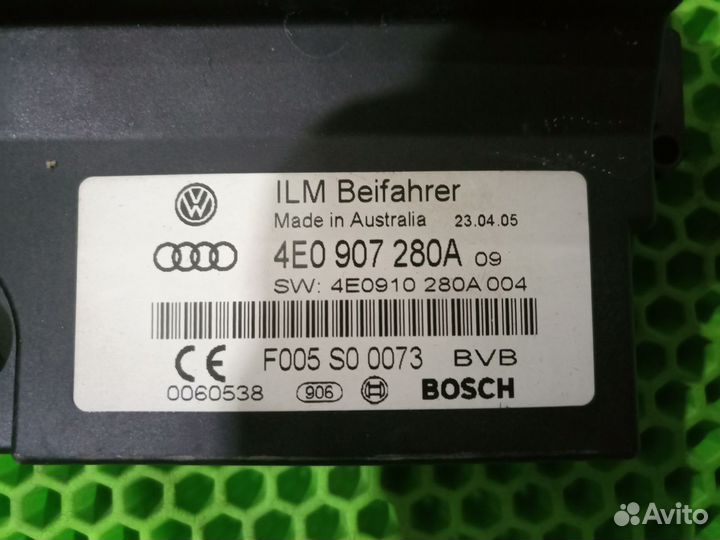 ILM Beifahrer
Made in Australia 23.04.05
4E0 907 280A 09
SW: 4E0910 280A 004
F005 S0 0073 BVB
0060538 906 BOSCH
Avito